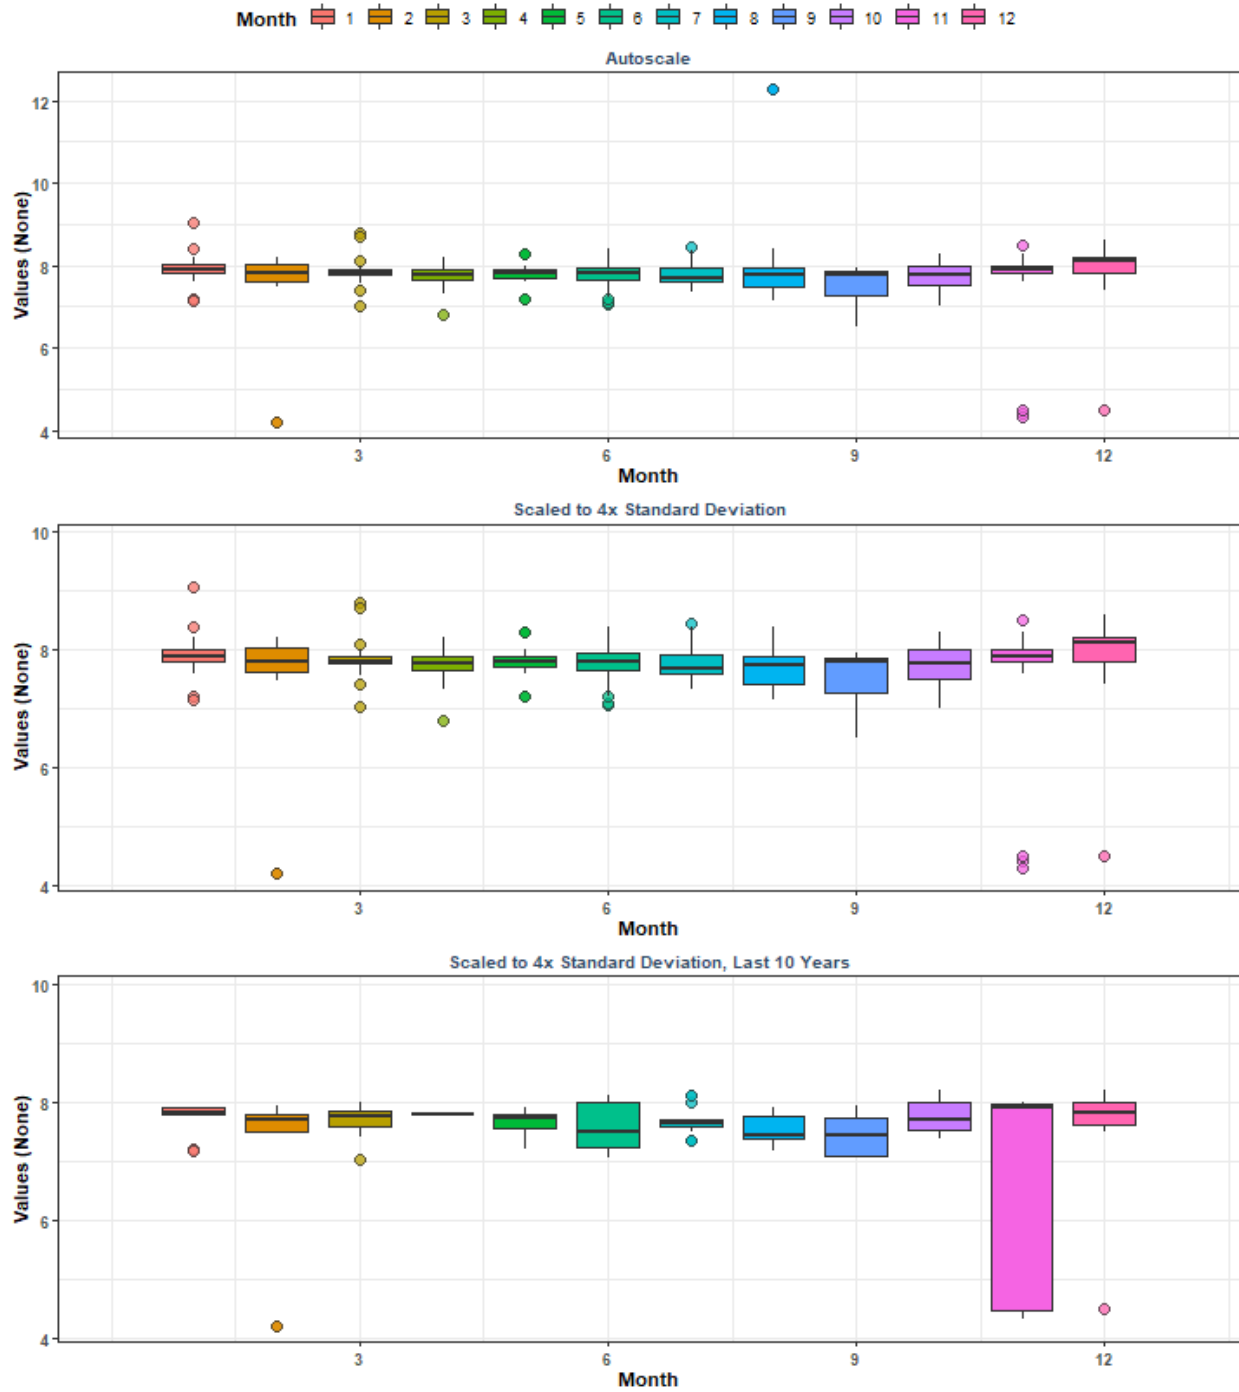 Month 1 2 3 4 5 6 7 8 9 10 11 12
Autoscale
Values (None)
12
10
8
6
4
3 6 9 12
Month
Scaled to 4x Standard Deviation
Values (None)
10
8
6
4
3 6 9 12
Month
Scaled to 4x Standard Deviation, Last 10 Years
Values (None)
10
8
6
4
3 6 9 12
Month